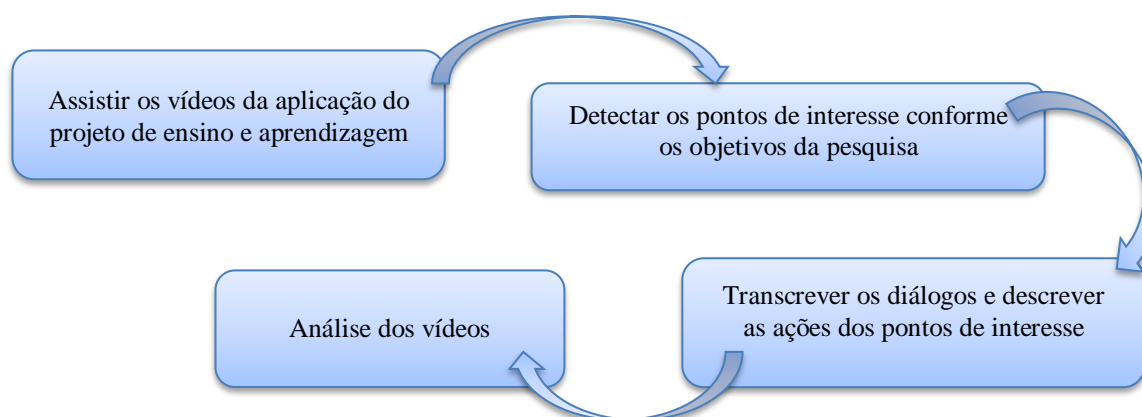 Assistir os vídeos da aplicação do
projeto de ensino e aprendizagem
Detectar os pontos de interesse conforme
os objetivos da pesquisa
Transcrever os diálogos e descrever
as ações dos pontos de interesse
Análise dos vídeos